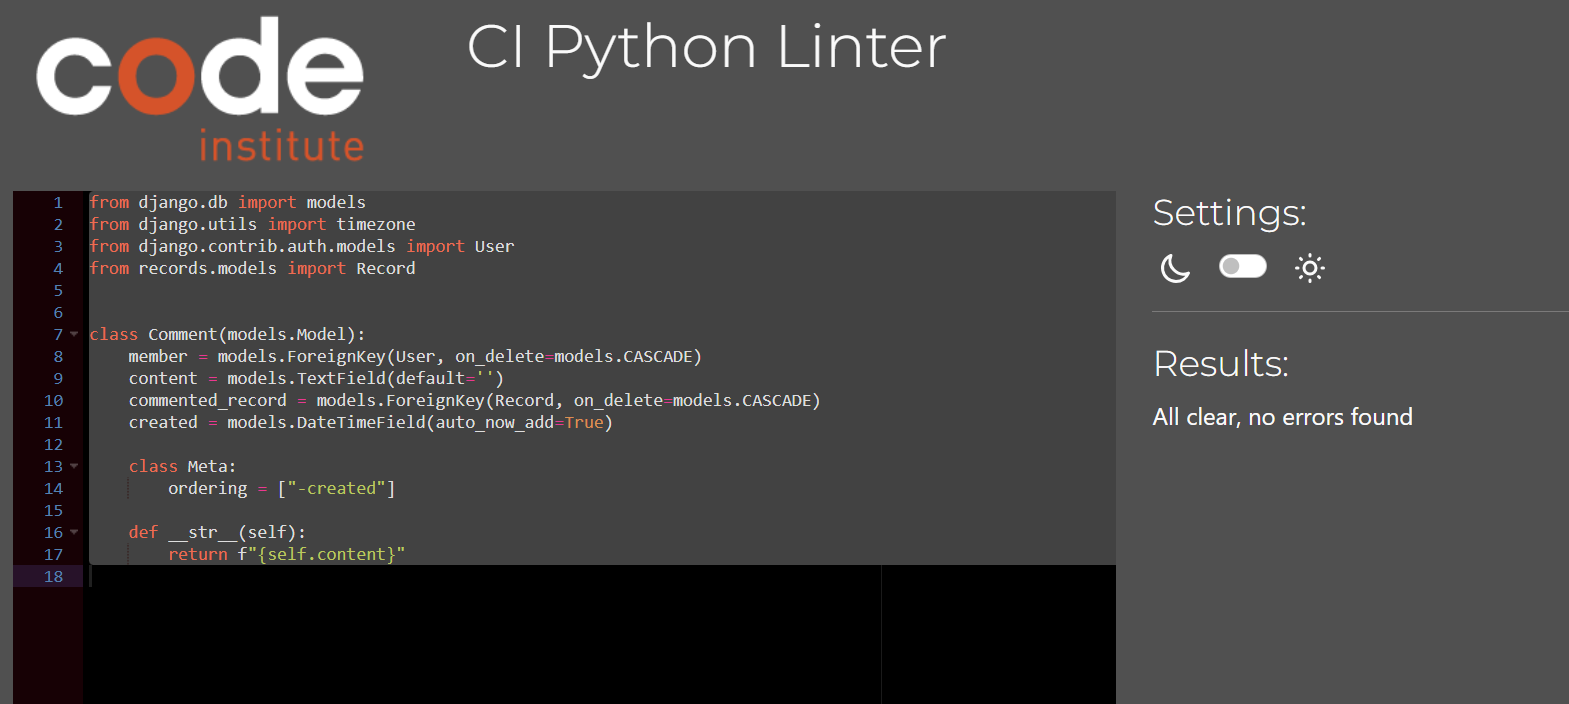 code
institute
CI Python Linter
1 from django.db import models
2 from django.utils import timezone
3 from django.contrib.auth.models import User
4 from records.models import Record
5
6
7 class Comment(models.Model):
8     member = models.ForeignKey(User, on_delete=models.CASCADE)
9     content = models.TextField(default='')
10     commented_record = models.ForeignKey(Record, on_delete=models.CASCADE)
11     created = models.DateTimeField(auto_now_add=True)
12
13     class Meta:
14         ordering = ["-created"]
15
16     def __str__(self):
17         return f"{self.content}"
18
Settings:
Results:
All clear, no errors found